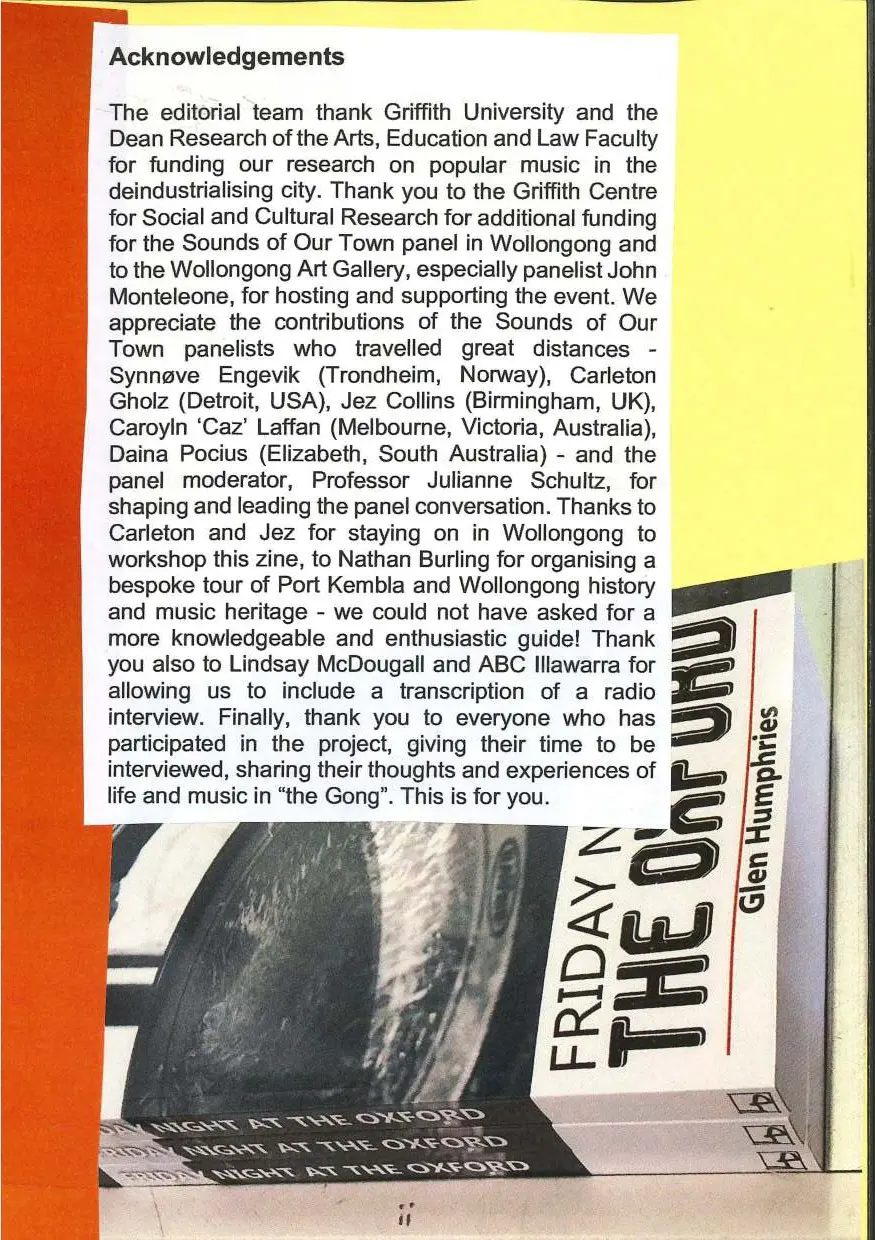 Acknowledgements
The editorial team thank Griffith University and the
Dean Research of the Arts, Education and Law Faculty
for funding our research on popular music in the
deindustrialising city. Thank you to the Griffith Centre
for Social and Cultural Research for additional funding
for the Sounds of Our Town panel in Wollongong and
to the Wollongong Art Gallery, especially panelist John
Monteleone, for hosting and supporting the event. We
appreciate the contributions of the Sounds of Our
Town panelists who travelled great distances -
Synnøve Engevik (Trondheim, Norway), Carleton
Gholz (Detroit, USA), Jez Collins (Birmingham, UK),
Caroyln ‘Caz’ Laffan (Melbourne, Victoria, Australia),
Daina Pocius (Elizabeth, South Australia) - and the
panel moderator, Professor Julianne Schultz, for
shaping and leading the panel conversation. Thanks to
Carleton and Jez for staying on in Wollongong to
workshop this zine, to Nathan Burling for organising a
bespoke tour of Port Kembla and Wollongong history
and music heritage - we could not have asked for a
more knowledgeable and enthusiastic guide! Thank
you also to Lindsay McDougall and ABC Illawarra for
allowing us to include a transcription of a radio
interview. Finally, thank you to everyone who has
participated in the project, giving their time to be
interviewed, sharing their thoughts and experiences of
life and music in “the Gong”. This is for you.
FRIDAY N
THE OXFORD
Glen Humphries
DAY NIGHT AT THE OXFORD
FRIDAY NIGHT AT THE OXFORD
FRIDAY NIGHT AT THE OXFORD
ii